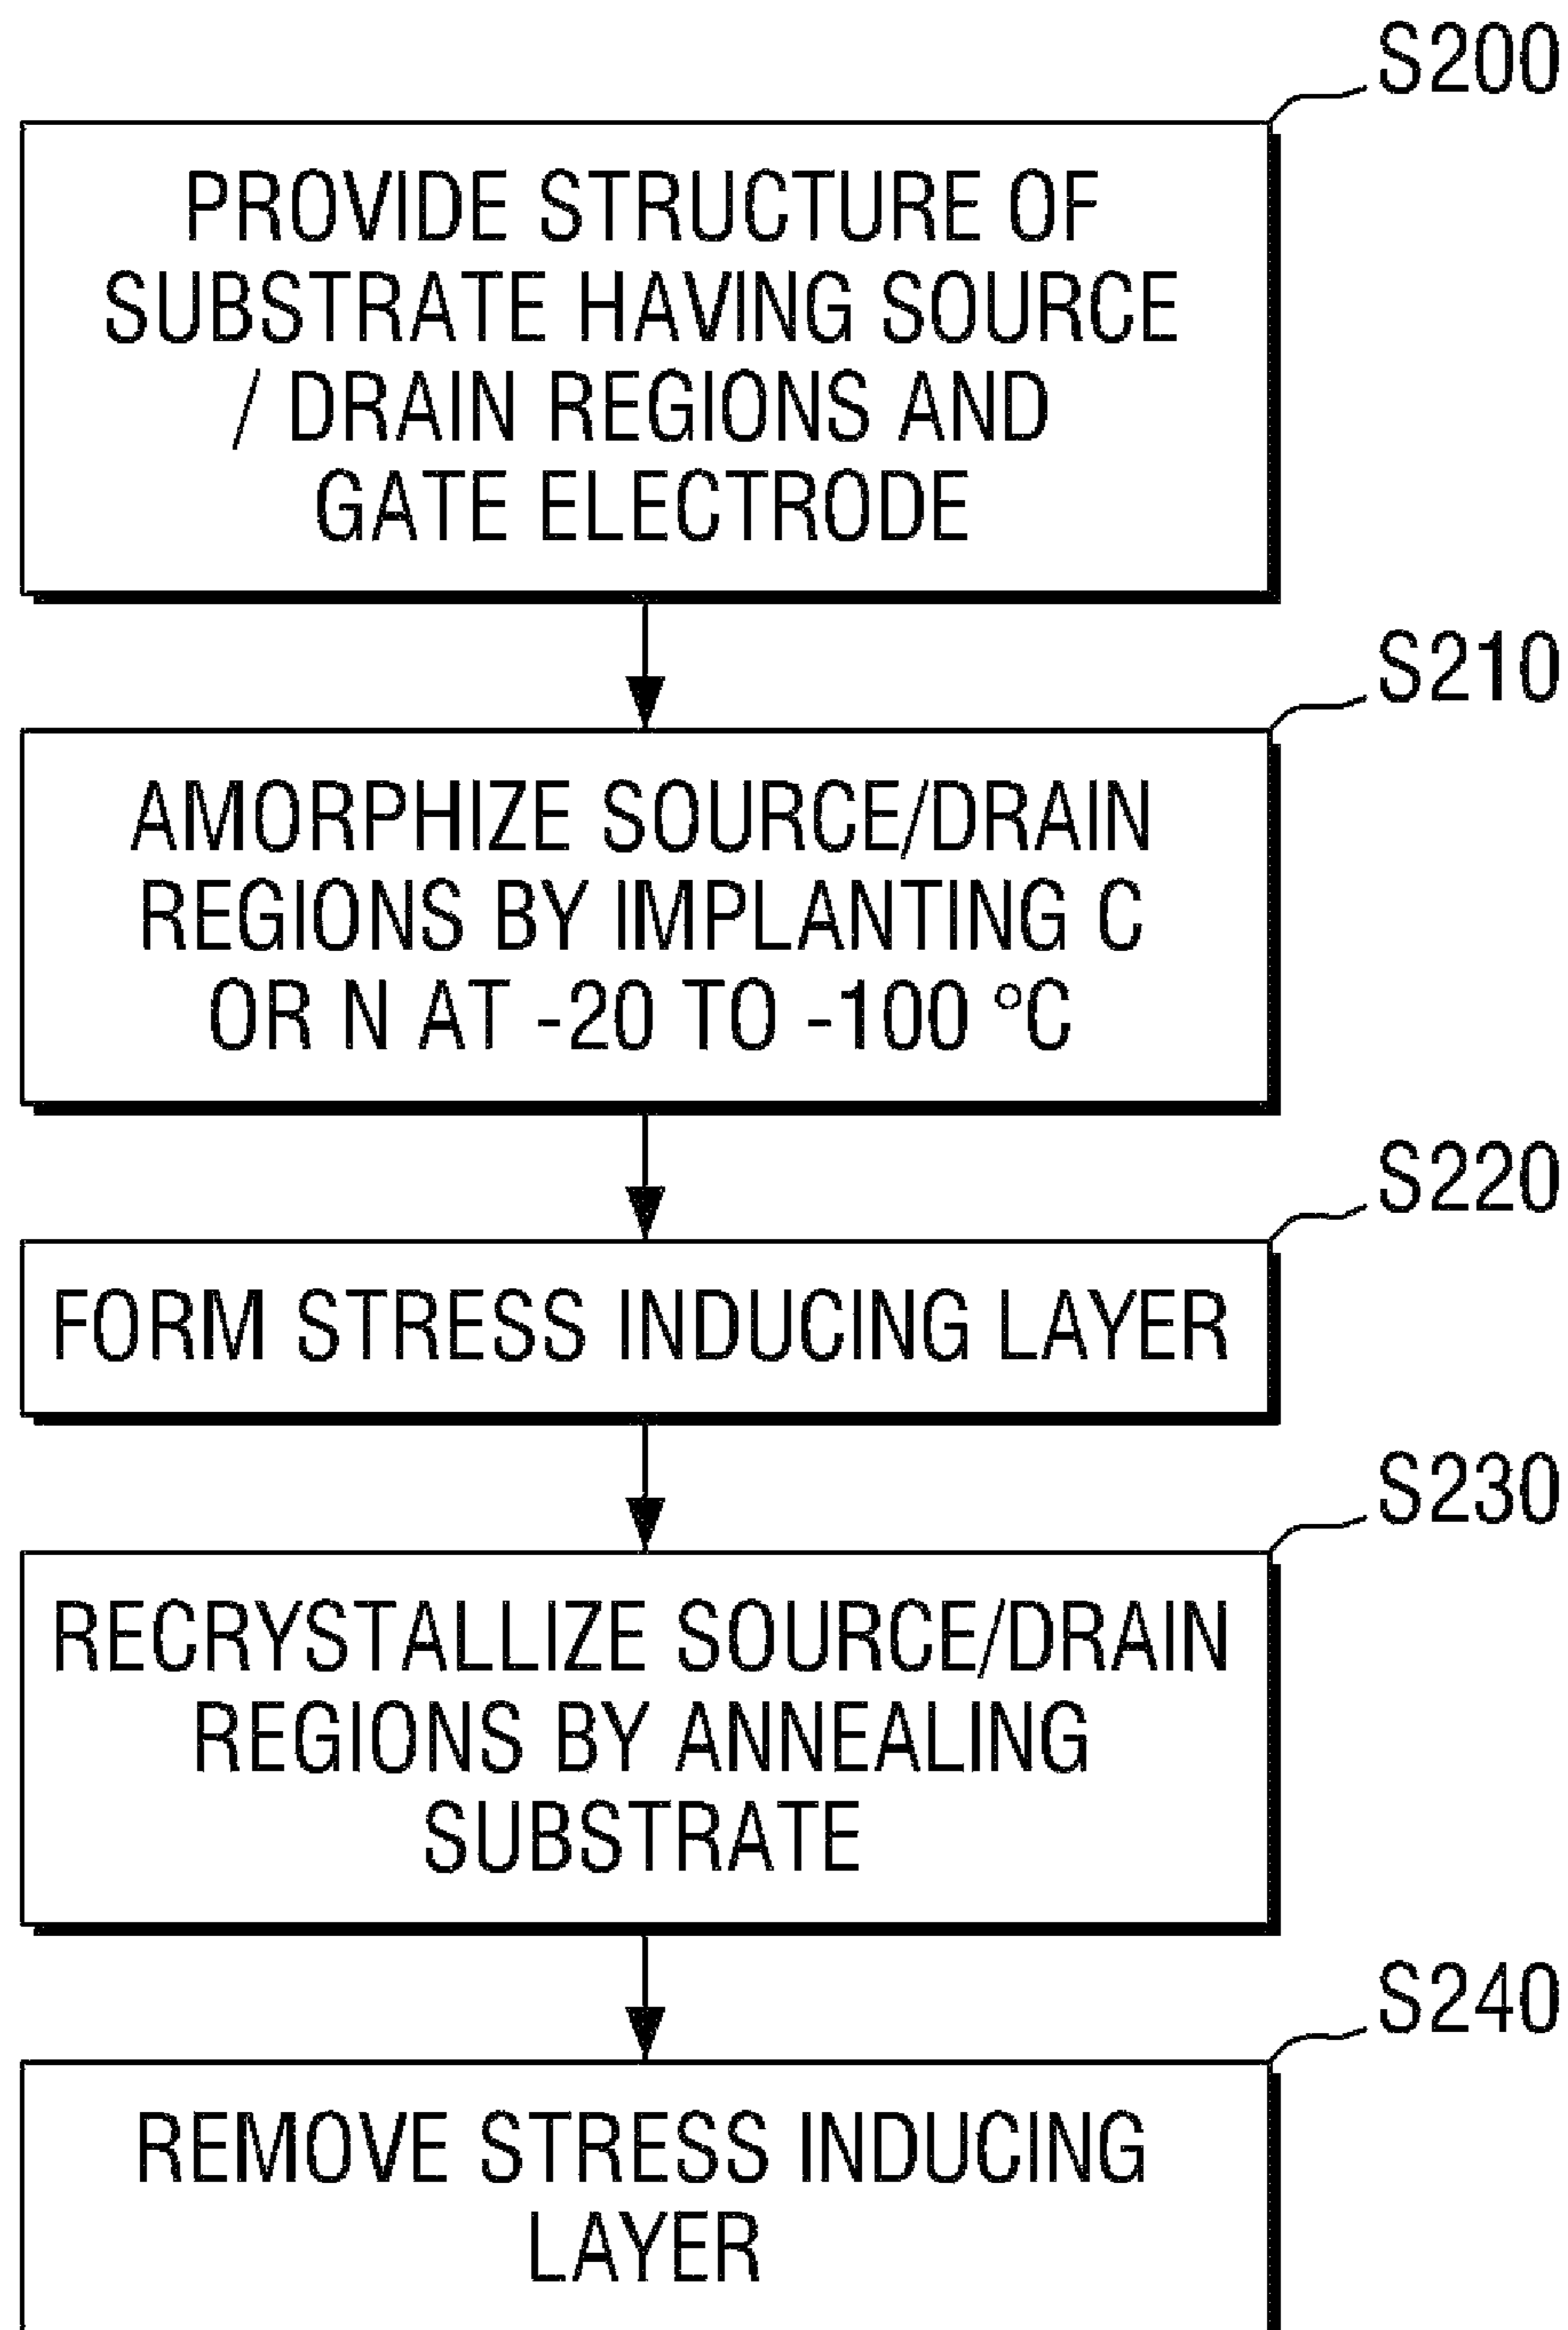 S200
PROVIDE STRUCTURE OF
SUBSTRATE HAVING SOURCE
/ DRAIN REGIONS AND
GATE ELECTRODE
S210
AMORPHIZE SOURCE/DRAIN
REGIONS BY IMPLANTING C
OR N AT -20 TO -100 °C
S220
FORM STRESS INDUCING LAYER
S230
RECRYSTALLIZE SOURCE/DRAIN
REGIONS BY ANNEALING
SUBSTRATE
S240
REMOVE STRESS INDUCING
LAYER